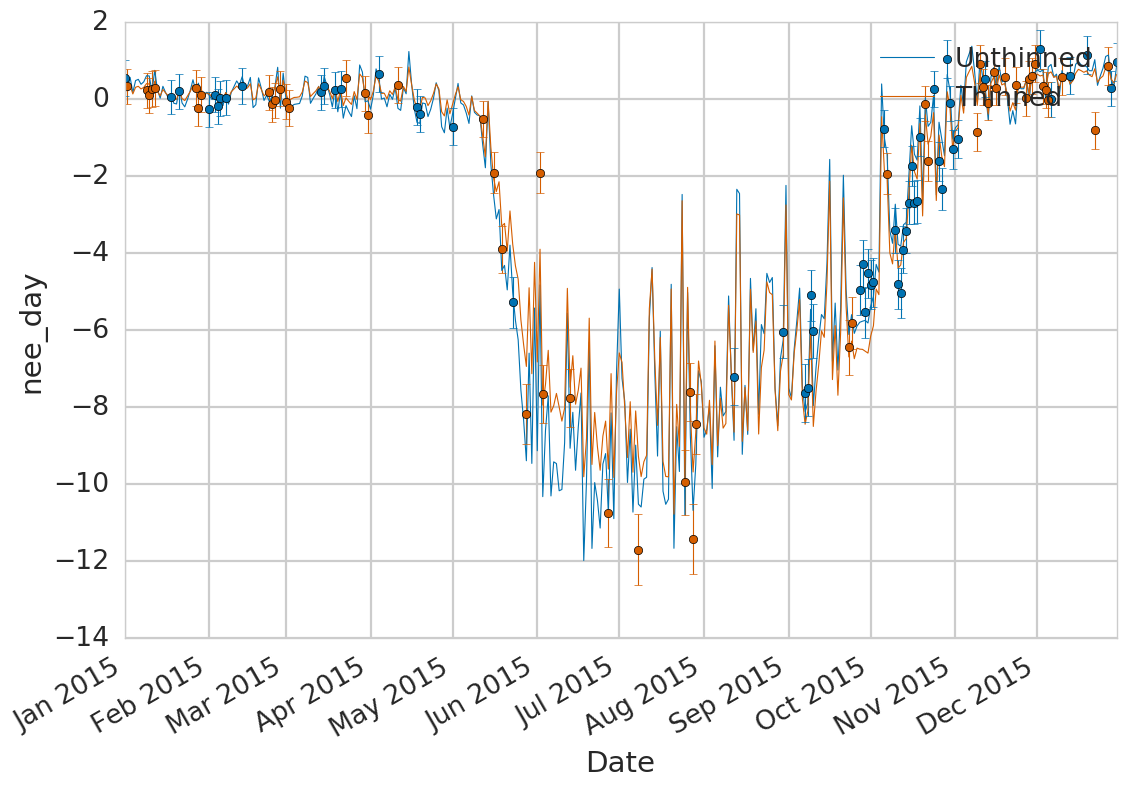 2
0
−2
−4
−6
−8
−10
−12
−14
nee_day
Unthinned
Thinned
Jan 2015
Feb 2015
Mar 2015
Apr 2015
May 2015
Jun 2015
Jul 2015
Aug 2015
Sep 2015
Oct 2015
Nov 2015
Dec 2015
Date